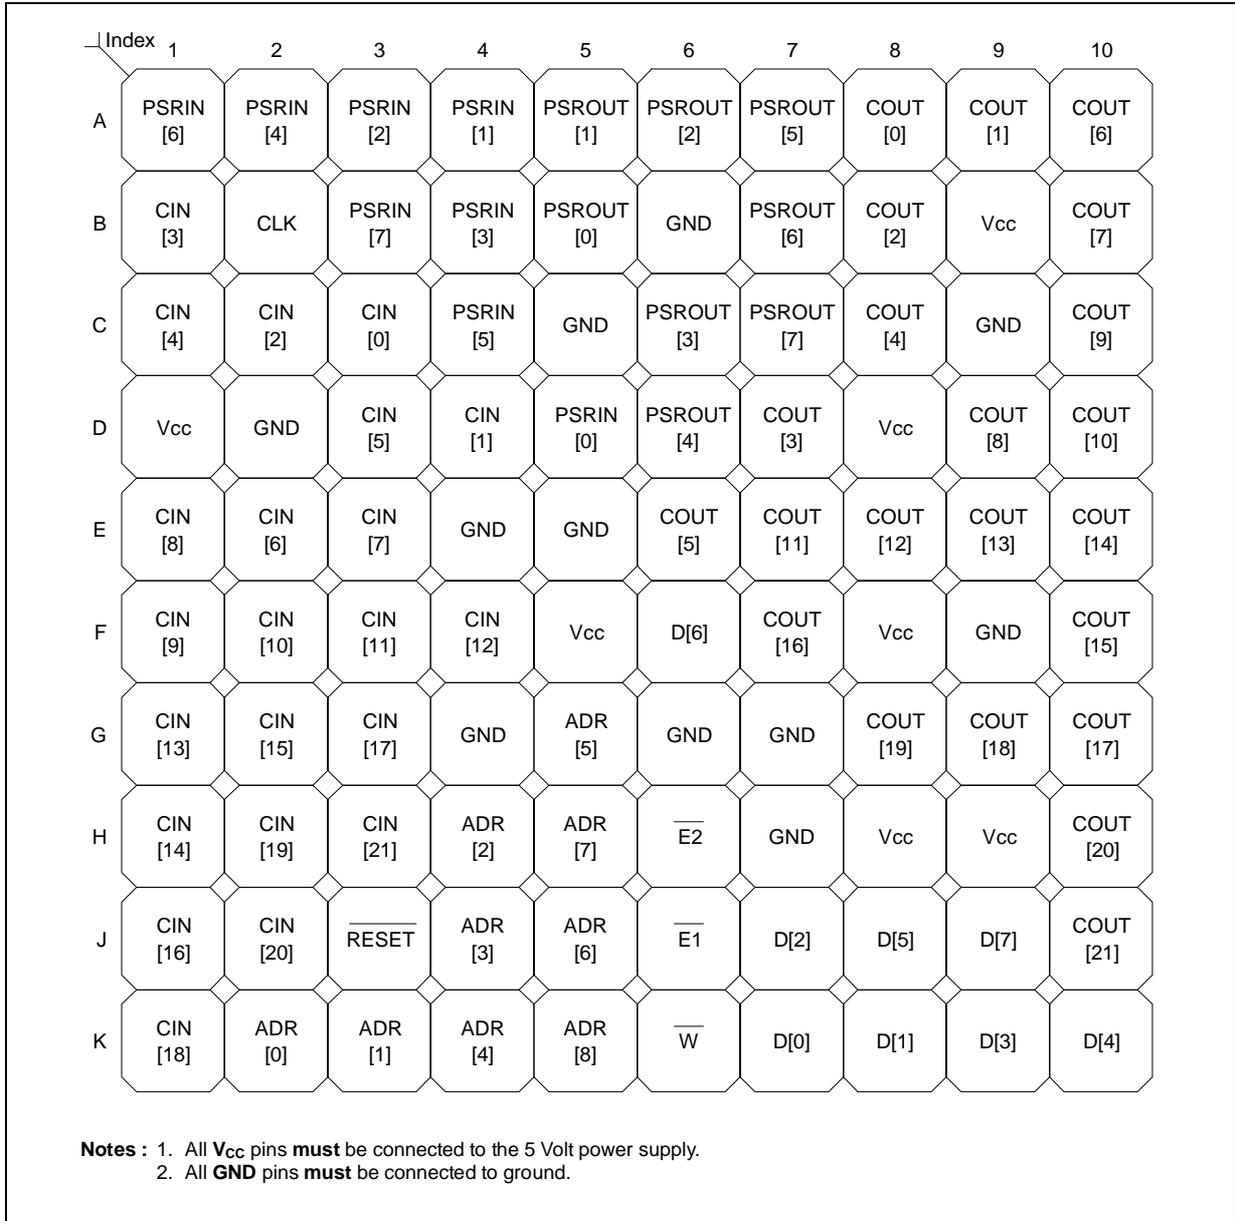 Index 1 2 3 4 5 6 7 8 9 10
A PSRIN PSRIN PSRIN PSRIN PSROUT PSROUT PSROUT COUT COUT COUT
[6] [4] [2] [1] [1] [2] [5] [0] [1] [6]
B CIN CLK PSRIN PSRIN PSROUT GND PSROUT COUT Vcc COUT
[3] [7] [3] [0] [6] [2] [7]
C CIN CIN CIN PSRIN GND PSROUT PSROUT COUT GND COUT
[4] [2] [0] [5] [3] [7] [4] [9]
D Vcc GND CIN CIN PSRIN PSROUT COUT Vcc COUT COUT
[5] [1] [0] [4] [3] [8] [10]
E CIN CIN CIN GND GND COUT COUT COUT COUT COUT
[8] [6] [7] [5] [11] [12] [13] [14]
F CIN CIN CIN CIN Vcc D[6] COUT Vcc GND COUT
[9] [10] [11] [12] [16] [15]
G CIN CIN CIN GND ADR GND GND COUT COUT COUT
[13] [15] [17] [5] [19] [18] [17]
H CIN CIN CIN ADR ADR E2 GND Vcc Vcc COUT
[14] [19] [21] [2] [7] [20]
J CIN CIN RESET ADR ADR E1 D[2] D[5] D[7] COUT
[16] [20] [3] [6] [21]
K CIN ADR ADR ADR ADR W D[0] D[1] D[3] D[4]
[18] [0] [1] [4] [8]
Notes : 1. All VCC pins must be connected to the 5 Volt power supply.
2. All GND pins must be connected to ground.